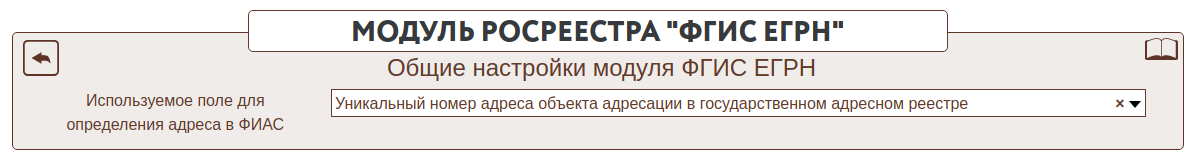 МОДУЛЬ РОСРЕЕСТРА "ФГИС ЕГРН"
Общие настройки модуля ФГИС ЕГРН
Используемое поле для
определения адреса в ФИАС
Уникальный номер адреса объекта адресации в государственном адресном реестре ×